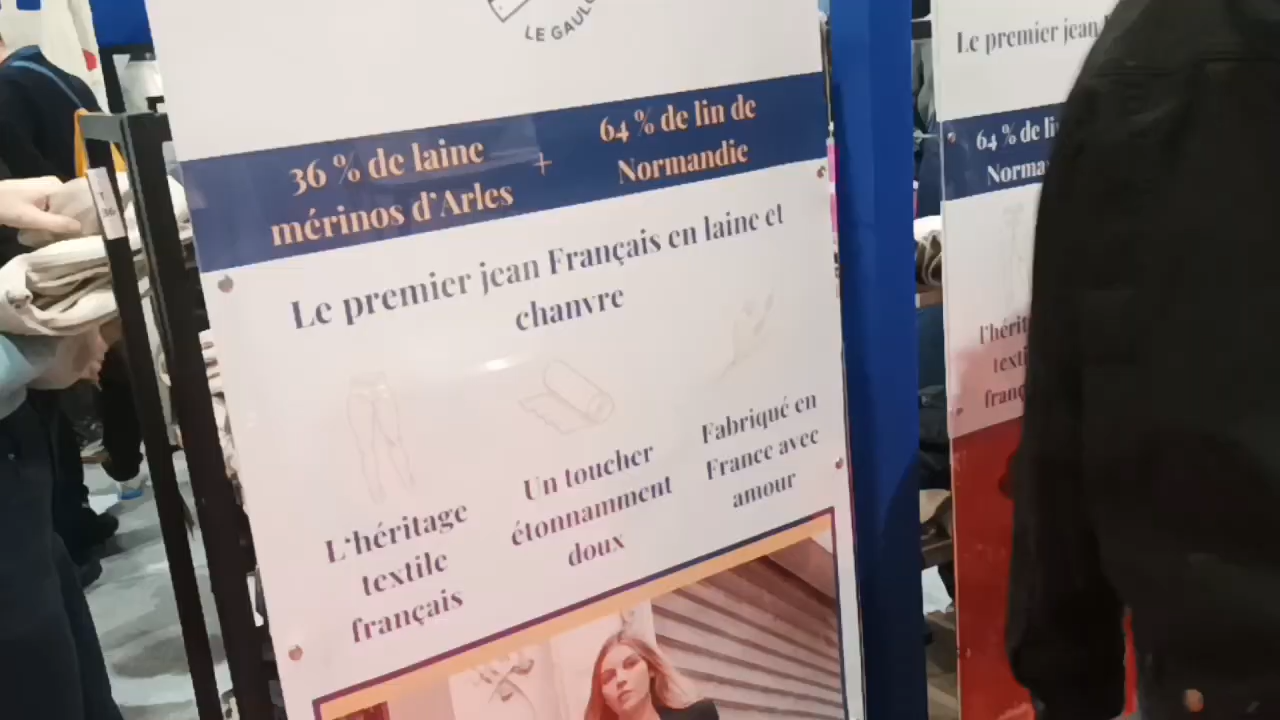 LE GAUL
36 % de laine
mérinos d'Arles
+
64 % de lin de
Normandie
Le premier jean Français en laine et
chanvre
L'héritage
textile
français
Un toucher
étonnamment
doux
Fabriqué en
France avec
amour
Le premier jean
64 % de li
Norma
l'hérit
texti
franç